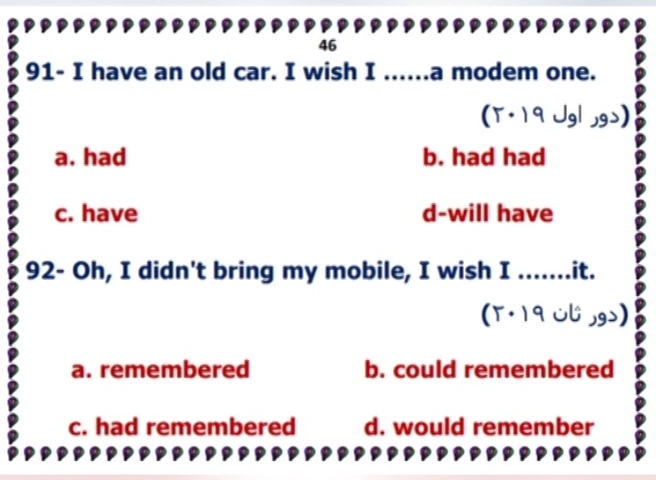 46
91- I have an old car. I wish I ......a modem one.
(دور اول ٢٠١٩)
a. had b. had had
c. have d-will have
92- Oh, I didn't bring my mobile, I wish I .......it.
(دور ثان ٢٠١٩)
a. remembered b. could remembered
c. had remembered d. would remember